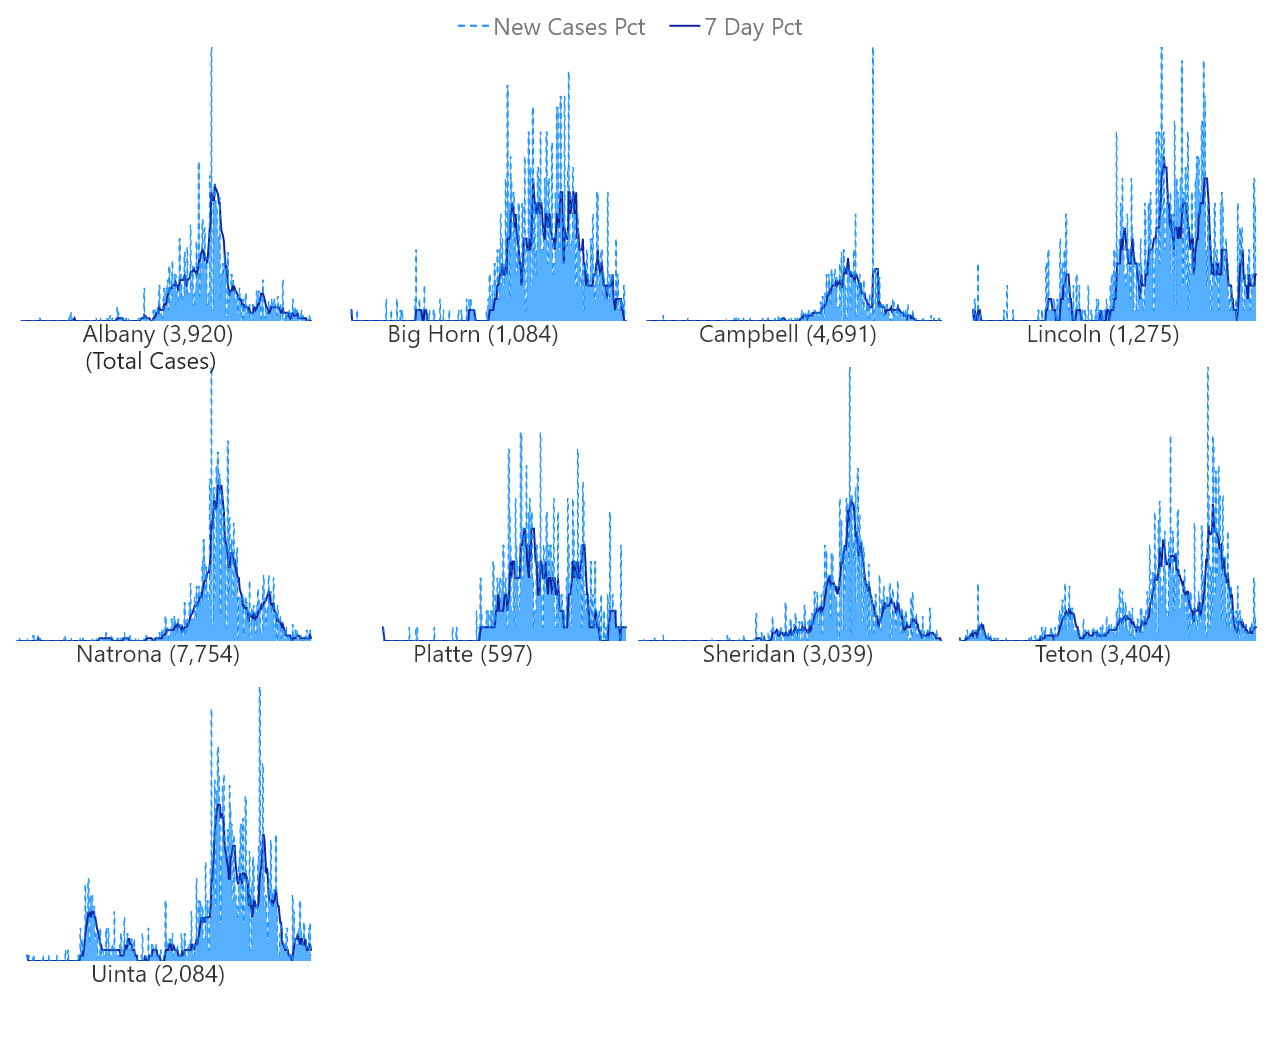 New Cases Pct 7 Day Pct
Albany (3,920)
(Total Cases)
Big Horn (1,084)
Campbell (4,691)
Lincoln (1,275)
Natrona (7,754)
Platte (597)
Sheridan (3,039)
Teton (3,404)
Uinta (2,084)